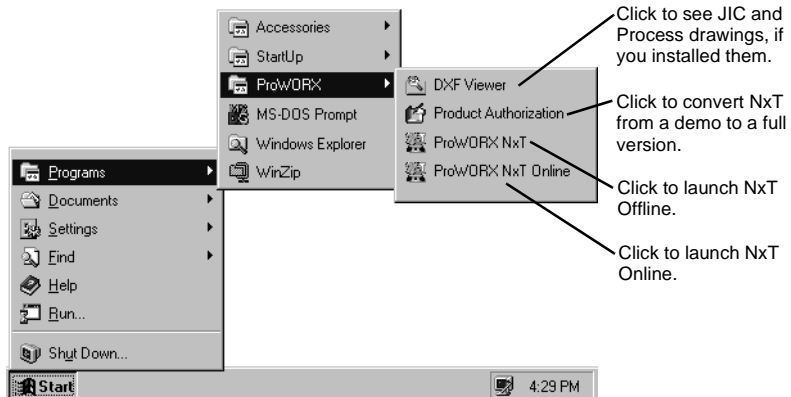 Accessories
StartUp
ProWORX
MS-DOS Prompt
Windows Explorer
WinZip
DXF Viewer
Product Authorization
ProWORX NxT
ProWORX NxT Online
Click to see JIC and
Process drawings, if
you installed them.
Click to convert NxT
from a demo to a full
version.
Click to launch NxT
Offline.
Click to launch NxT
Online.
Programs
Documents
Settings
Find
Help
Run...
Shut Down...
Start
4:29 PM